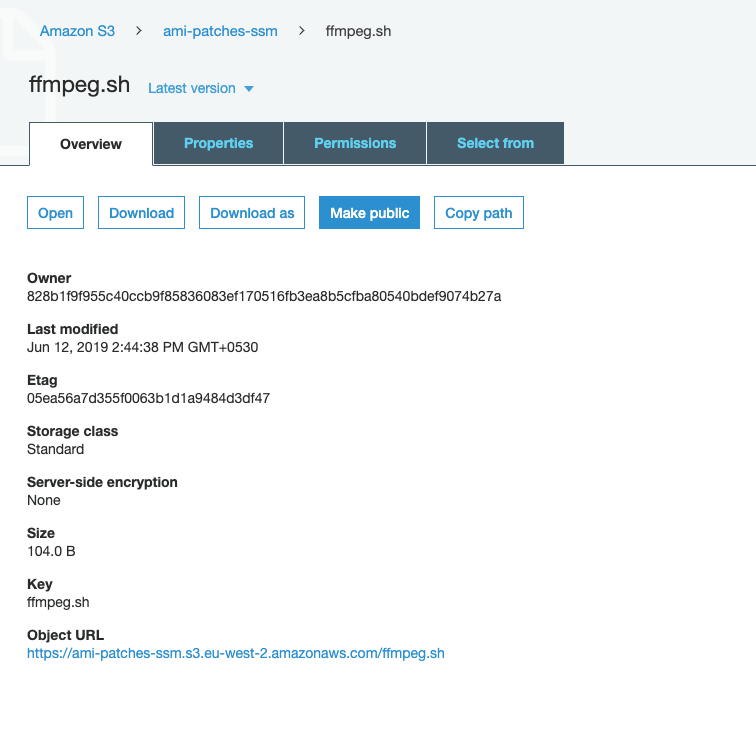 Amazon S3 > ami-patches-ssm > ffmpeg.sh
ffmpeg.sh Latest version
Overview Properties Permissions Select from
Open Download Download as Make public Copy path
Owner
828b1f9f955c40ccb9f85836083ef170516fb3ea8b5cfba80540bdef9074b27a
Last modified
Jun 12, 2019 2:44:38 PM GMT+0530
Etag
05ea56a7d355f0063b1d1a9484d3df47
Storage class
Standard
Server-side encryption
None
Size
104.0 B
Key
ffmpeg.sh
Object URL
https://ami-patches-ssm.s3.eu-west-2.amazonaws.com/ffmpeg.sh